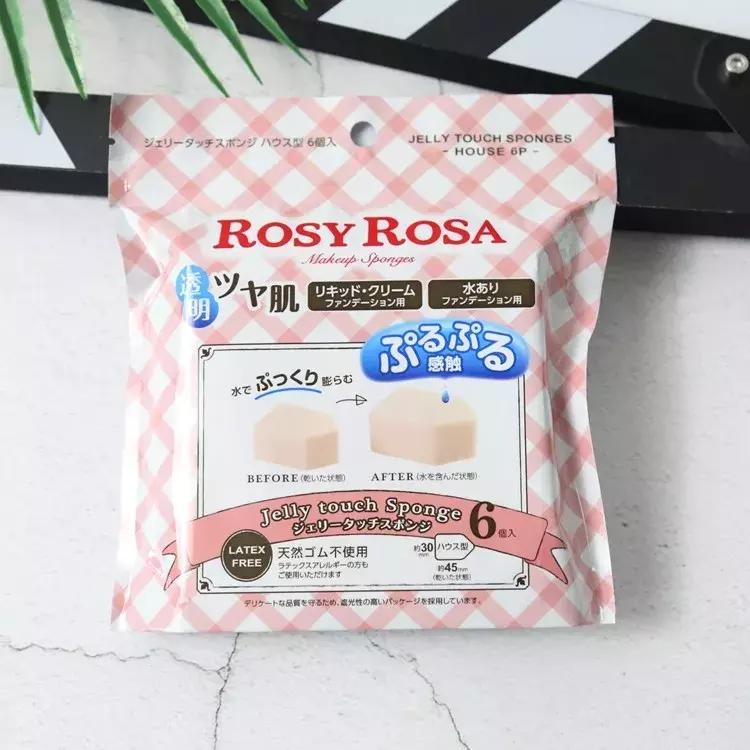 ジェリータッチスポンジ ハウス型 6個入
JELLY TOUCH SPONGES
- HOUSE 6P -
ROSY ROSA
Makeup Sponges
透明
ツヤ肌
リキッド・クリーム
ファンデーション用
水あり
ファンデーション用
ぷるぷる
感触
水でぷっくり膨らむ
BEFORE(乾いた状態)
AFTER(水を含んだ状態)
Jelly touch Sponge
ジェリータッチスポンジ
6個入
LATEX
FREE
天然ゴム不使用
ラテックスアレルギーの方も
ご使用いただけます
約30mm
ハウス型
約45mm
(乾いた状態)
デリケートな品質を守るため、遮光性の高いパッケージを採用しています。